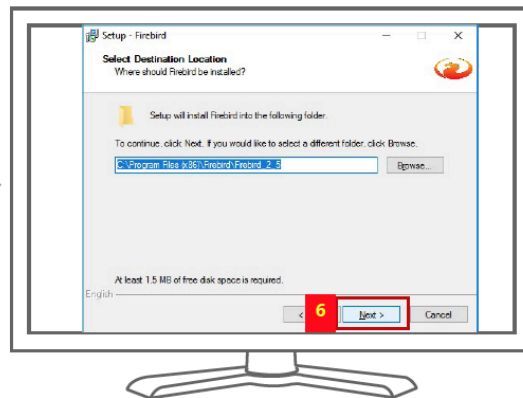 Setup - Firebird
Select Destination Location
Where should Firebird be installed?
Setup will install Firebird into the following folder.
To continue, click Next. If you would like to select a different folder, click Browse.
C:\Program Files (x86)\Firebird\Firebird_2_5
Browse...
At least 1.5 MB of free disk space is required.
English
< 6 Next > Cancel